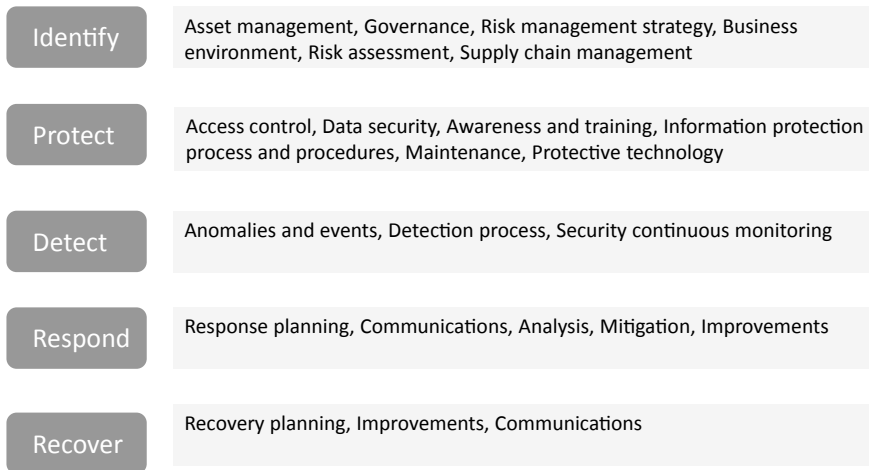 Identify
Asset management, Governance, Risk management strategy, Business
environment, Risk assessment, Supply chain management
Protect
Access control, Data security, Awareness and training, Information protection
process and procedures, Maintenance, Protective technology
Detect
Anomalies and events, Detection process, Security continuous monitoring
Respond
Response planning, Communications, Analysis, Mitigation, Improvements
Recover
Recovery planning, Improvements, Communications